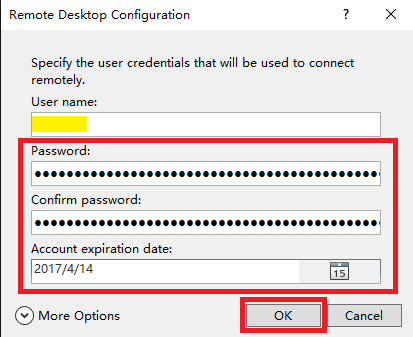 Remote Desktop Configuration ? ×
Specify the user credentials that will be used to connect
remotely.
User name:
Password:
●●●●●●●●●●●●●●●●●●●●●●●●●●●●●●●●●●●●●●●●●●●
Confirm password:
●●●●●●●●●●●●●●●●●●●●●●●●●●●●●●●●●●●●●●●●●●●
Account expiration date:
2017/4/14 15
More Options OK Cancel